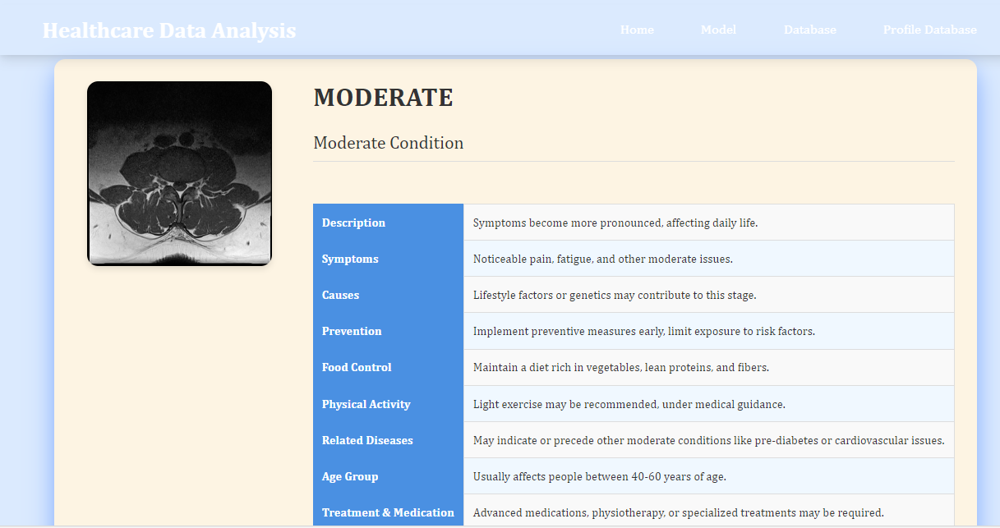 Healthcare Data Analysis
Home Model Database Profile Database
MODERATE
Moderate Condition
Description Symptoms become more pronounced, affecting daily life.
Symptoms Noticeable pain, fatigue, and other moderate issues.
Causes Lifestyle factors or genetics may contribute to this stage.
Prevention Implement preventive measures early, limit exposure to risk factors.
Food Control Maintain a diet rich in vegetables, lean proteins, and fibers.
Physical Activity Light exercise may be recommended, under medical guidance.
Related Diseases May indicate or precede other moderate conditions like pre-diabetes or cardiovascular issues.
Age Group Usually affects people between 40-60 years of age.
Treatment & Medication Advanced medications, physiotherapy, or specialized treatments may be required.